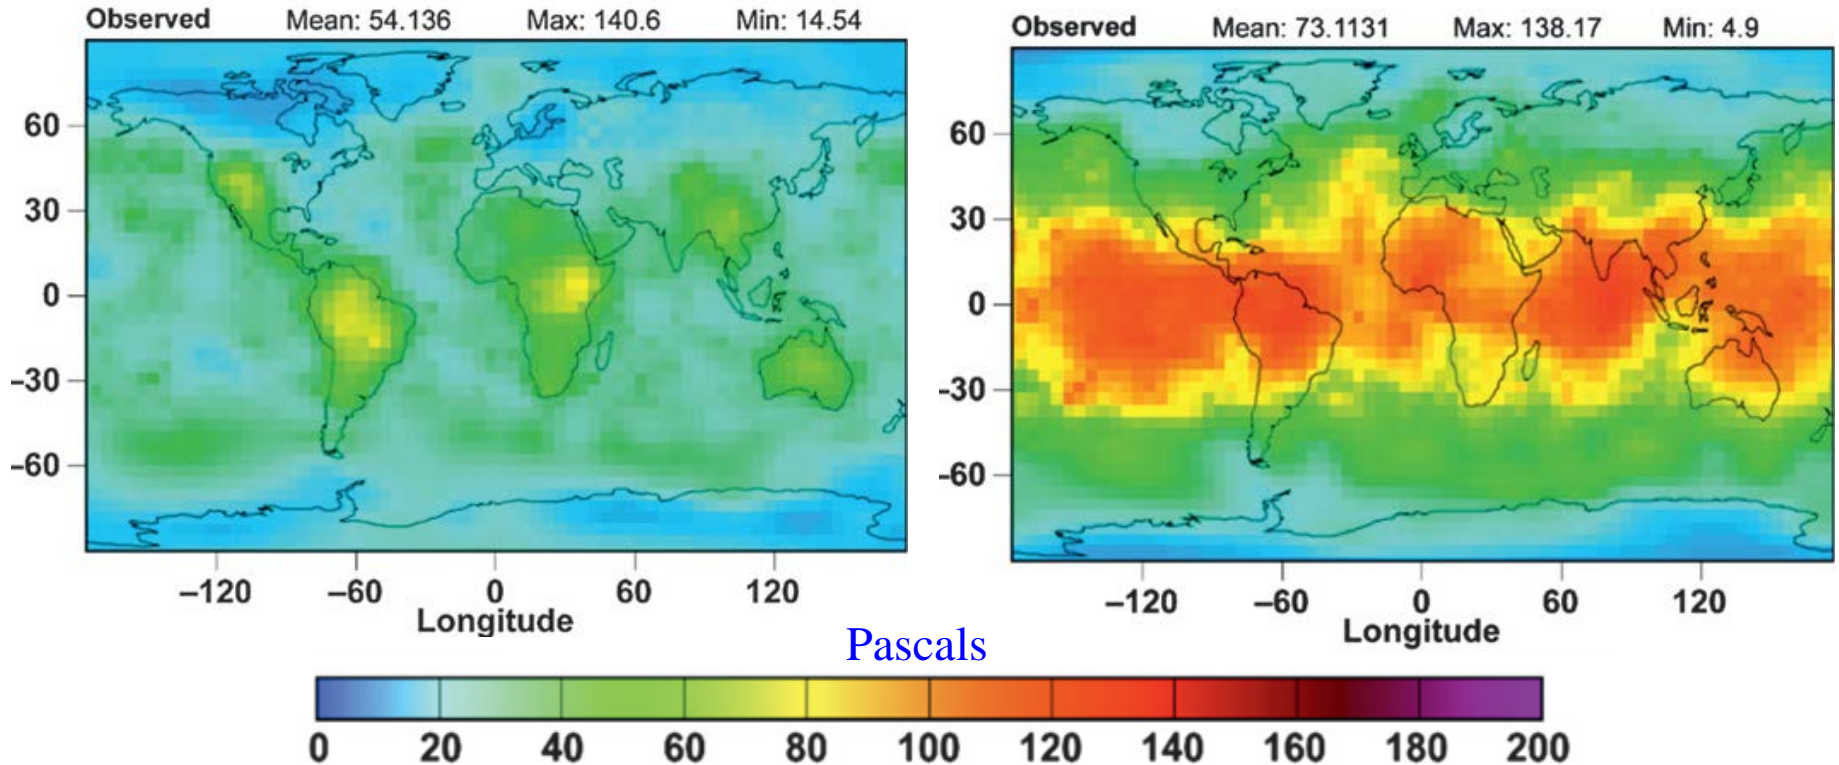 Observed Mean: 54.136 Max: 140.6 Min: 14.54
60
30
0
–30
–60
–120 –60 0 60 120
Longitude
Observed Mean: 73.1131 Max: 138.17 Min: 4.9
60
30
0
-30
-60
–120 –60 0 60 120
Longitude
Pascals
0 20 40 60 80 100 120 140 160 180 200